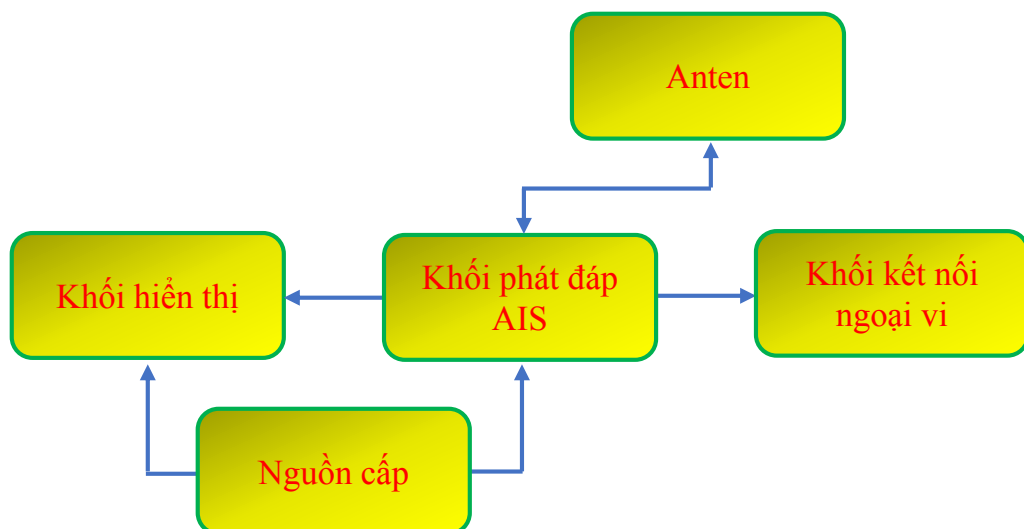 Anten
Khối hiển thị
Khối phát đáp
AIS
Khối kết nối
ngoại vi
Nguồn cấp